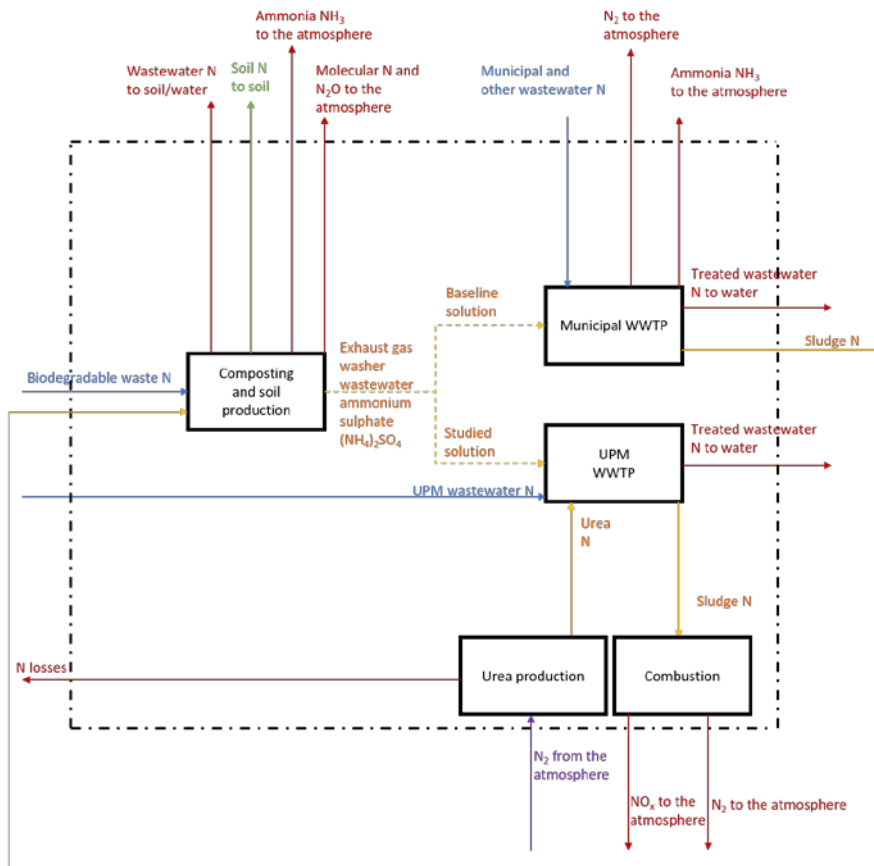 Ammonia NH₃
to the atmosphere
N₂ to the
atmosphere
Wastewater N
to soil/water
Soil N
to soil
Molecular N and
N₂O to the
atmosphere
Municipal and
other wastewater N
Ammonia NH₃
to the atmosphere
Baseline
solution
Municipal WWTP
Treated wastewater
N to water
Sludge N
Biodegradable waste N
Composting
and soil
production
Exhaust gas
washer
wastewater
ammonium
sulphate
(NH₄)₂SO₄
Studied
solution
UPM
WWTP
Treated wastewater
N to water
UPM wastewater N
Urea
N
Sludge N
N losses
Urea production
Combustion
N₂ from the
atmosphere
NOₓ to the
atmosphere
N₂ to the atmosphere